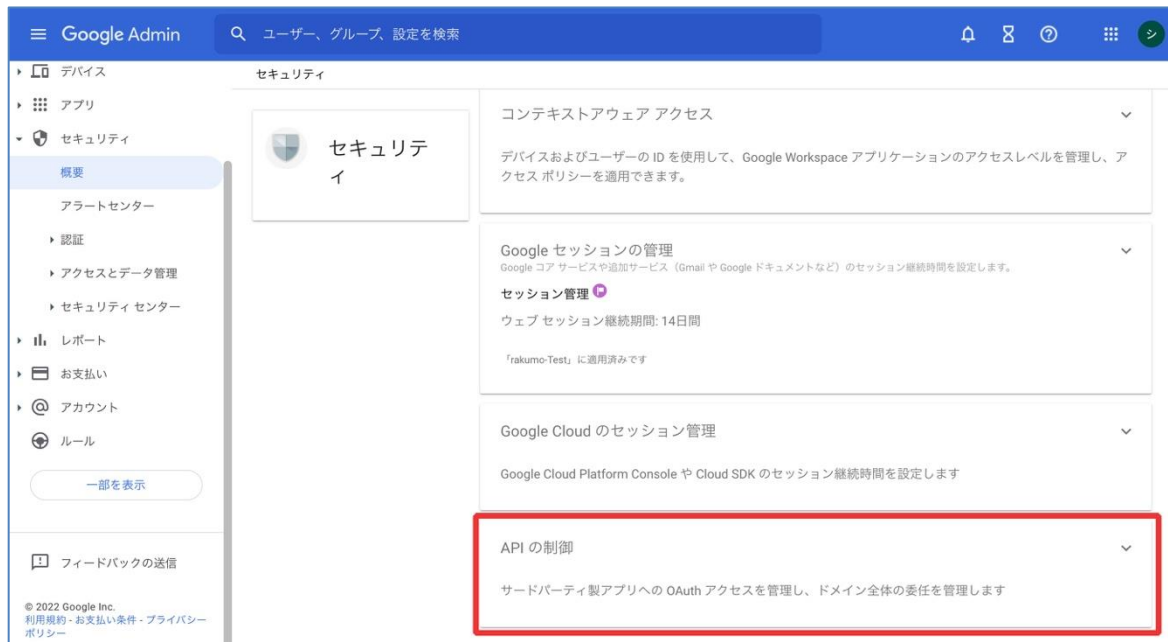 Google Admin
ユーザー、グループ、設定を検索
シ
デバイス
アプリ
セキュリティ
概要
アラートセンター
認証
アクセスとデータ管理
セキュリティ センター
レポート
お支払い
アカウント
ルール
一部を表示
フィードバックの送信
© 2022 Google Inc.
利用規約 - お支払い条件 - プライバシー
ポリシー
セキュリティ
セキュリテ
ィ
コンテキストアウェア アクセス
デバイスおよびユーザーの ID を使用して、Google Workspace アプリケーションのアクセスレベルを管理し、ア
クセス ポリシーを適用できます。
Google セッションの管理
Google コア サービスや追加サービス（Gmail や Google ドキュメントなど）のセッション継続時間を設定します。
セッション管理
ウェブ セッション継続期間: 14日間
「rakumo-Test」に適用済みです
Google Cloud のセッション管理
Google Cloud Platform Console や Cloud SDK のセッション継続時間を設定します
API の制御
サードパーティ製アプリへの OAuth アクセスを管理し、ドメイン全体の委任を管理します